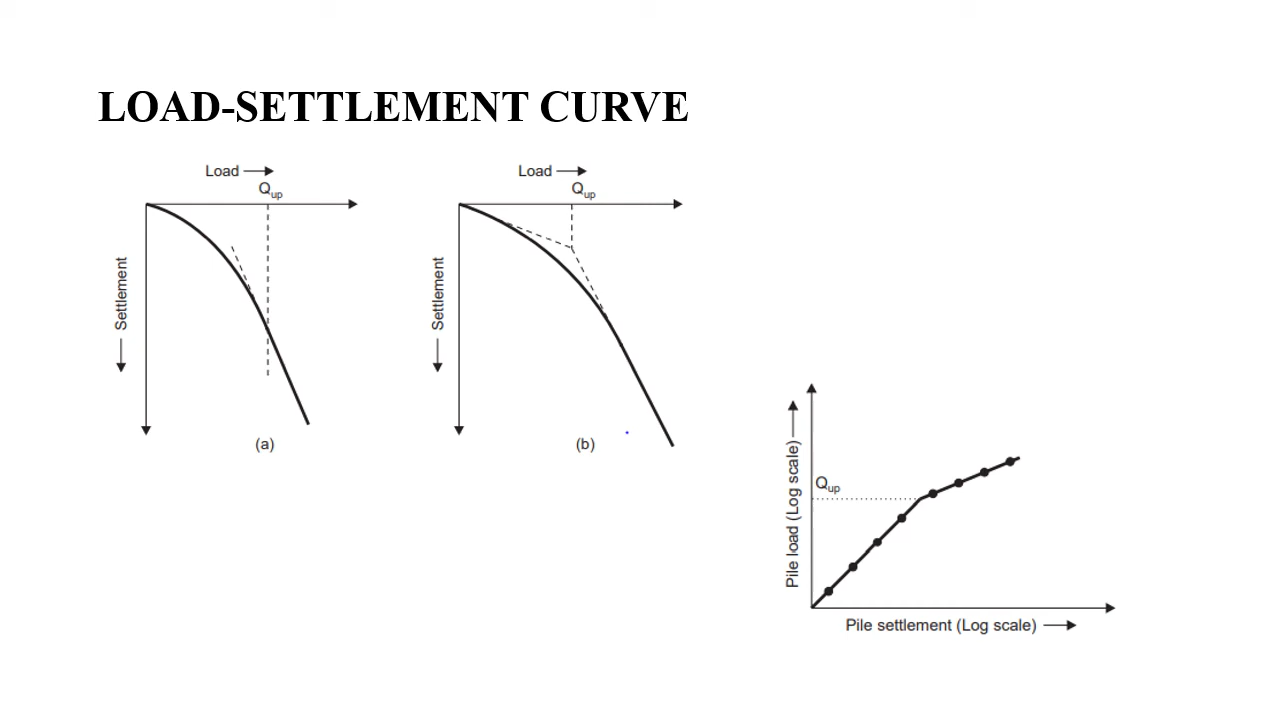 LOAD-SETTLEMENT CURVE
Load
Qup
Settlement
(a)
Load
Qup
Settlement
(b)
Pile load (Log scale)
Qup
Pile settlement (Log scale)